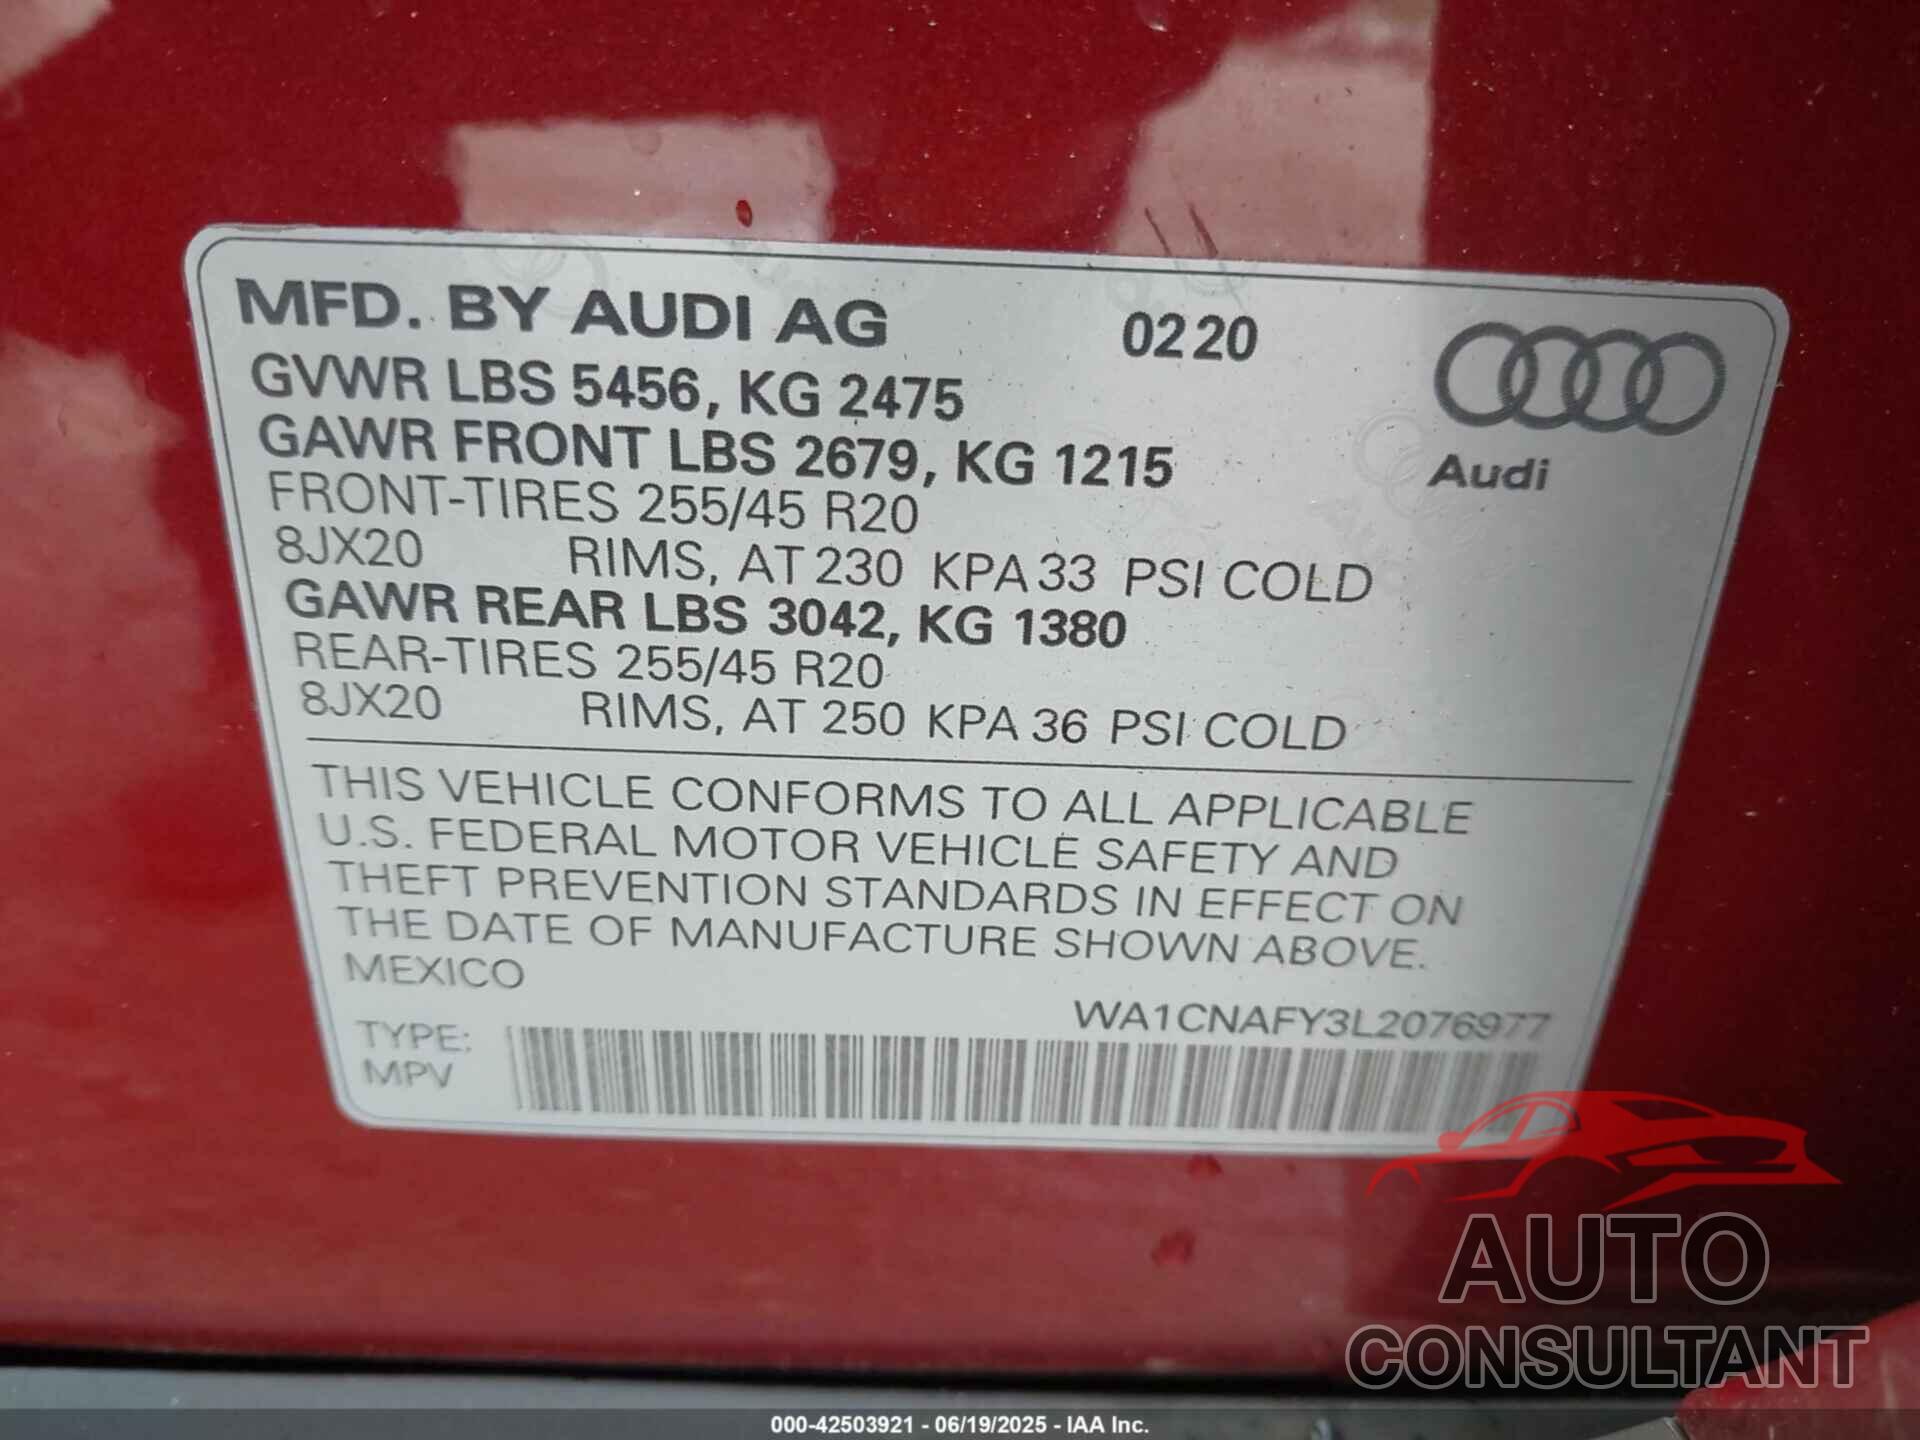 MFD. BY AUDI AG 02 20
GVWR LBS 5456, KG 2475
GAWR FRONT LBS 2679, KG 1215
Audi
FRONT-TIRES 255/45 R20
8JX20 RIMS, AT 230 KPA 33 PSI COLD
GAWR REAR LBS 3042, KG 1380
REAR-TIRES 255/45 R20
8JX20 RIMS, AT 250 KPA 36 PSI COLD
THIS VEHICLE CONFORMS TO ALL APPLICABLE
U.S. FEDERAL MOTOR VEHICLE SAFETY AND
THEFT PREVENTION STANDARDS IN EFFECT ON
THE DATE OF MANUFACTURE SHOWN ABOVE.
MEXICO
WA1CNAFY3L2076977
TYPE:
MPV
AUTO
CONSULTANT
000-42503921 - 06/19/2025 - IAA Inc.